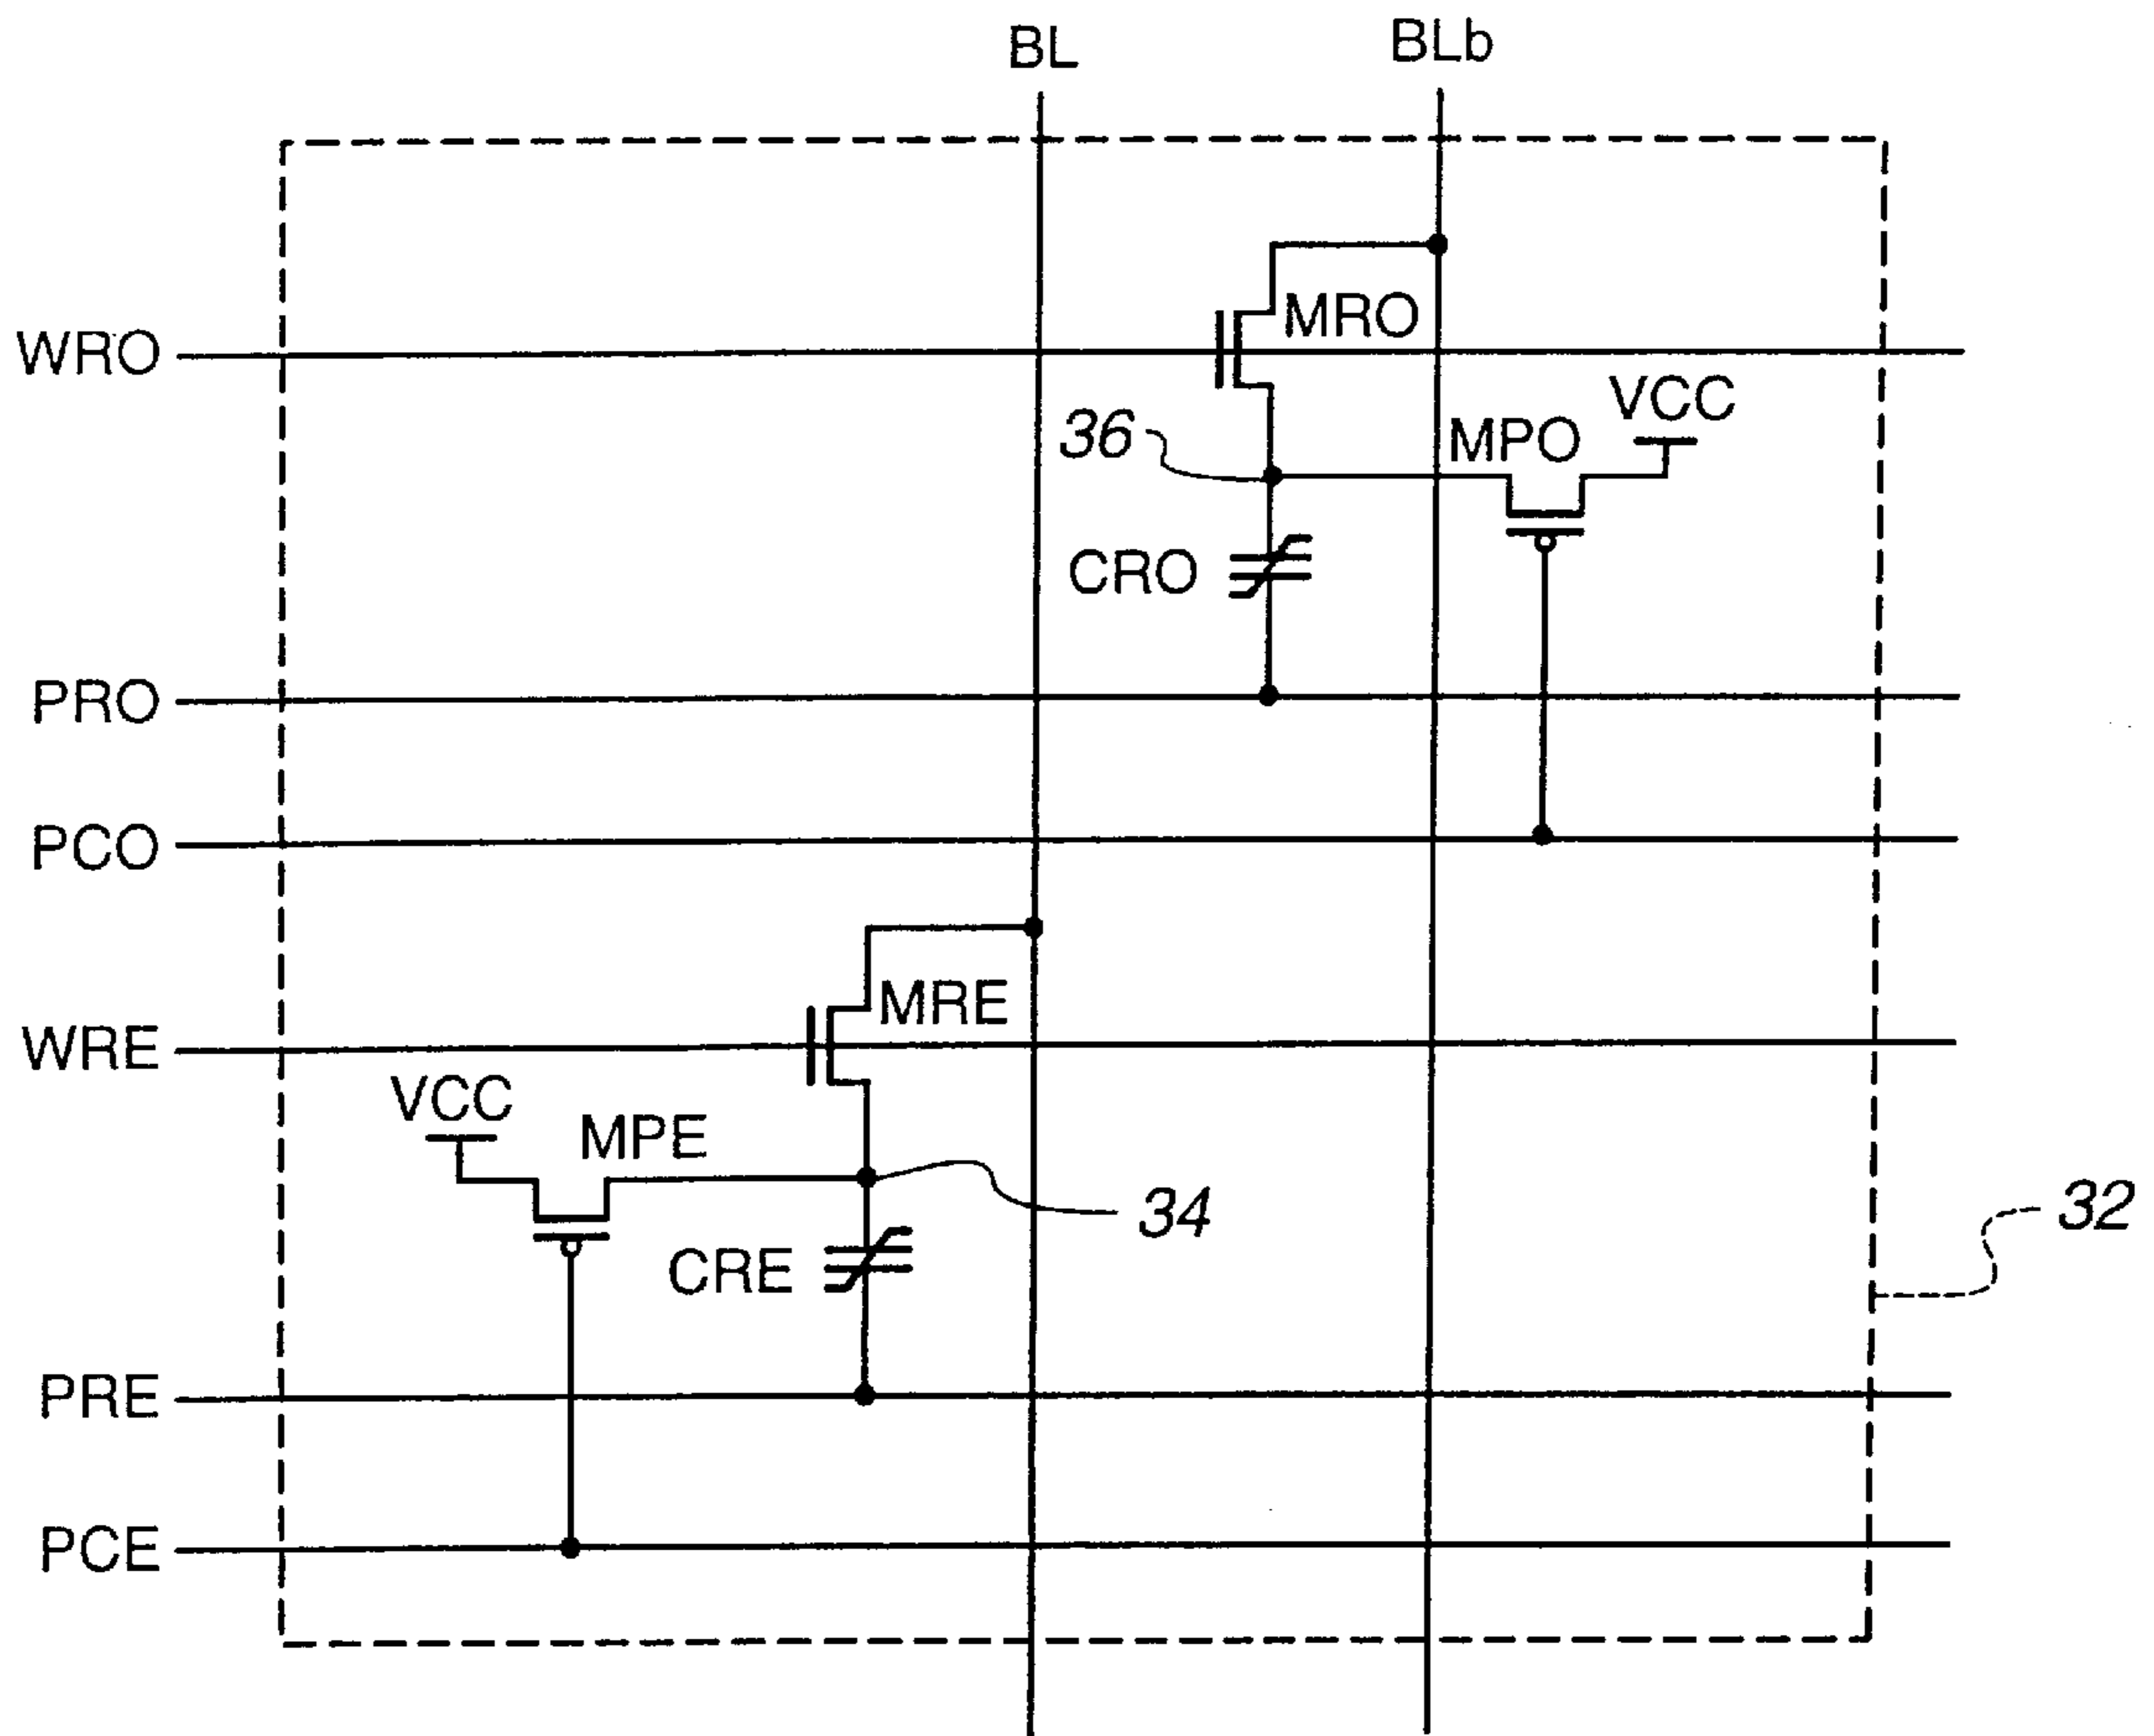 BL
BLb
WRO
MRO
VCC
36
MPO
CRO
PRO
PCO
MRE
WRE
VCC
MPE
34
32
CRE
PRE
PCE